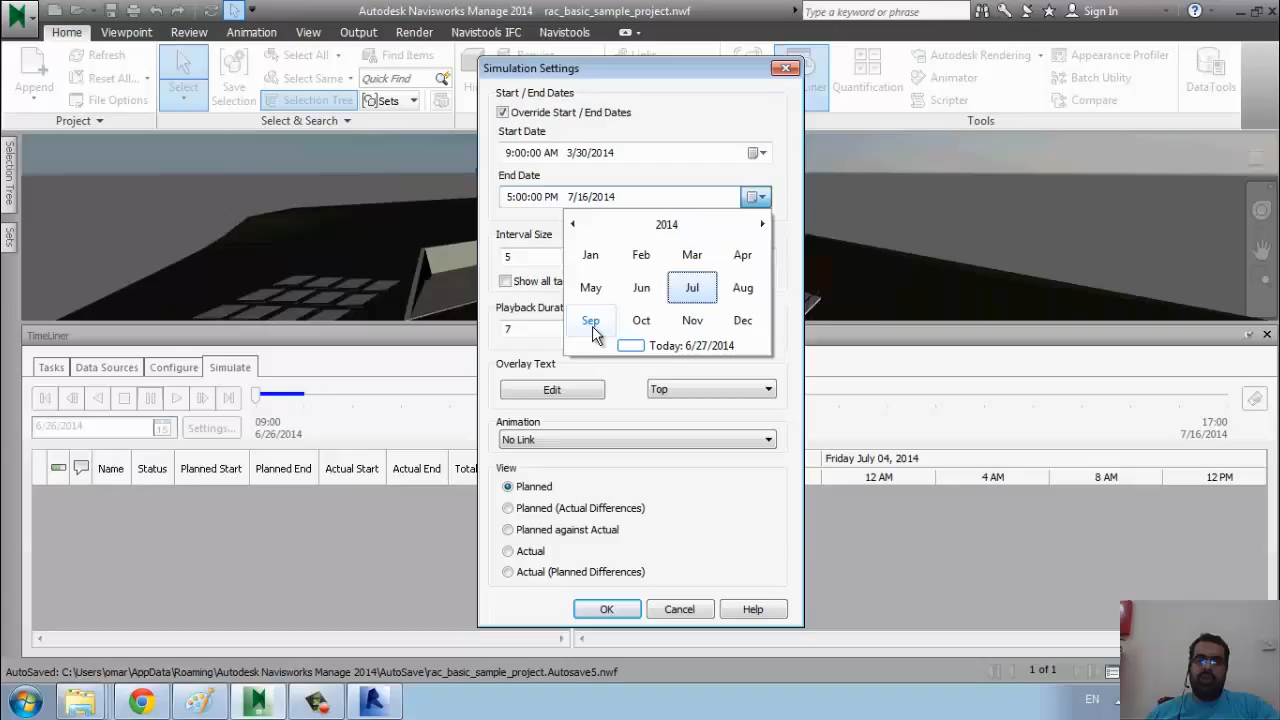 Autodesk Navisworks Manage 2014 rac_basic_sample_project.nwf
Type a keyword or phrase
Sign In
Home Viewpoint Review Animation View Output Render Navistools IFC Navistools
Append
Refresh
File Options
Project
Select
Save Selection
Select All
Select Same
Selection Tree
Find Items
Quick Find
Sets
Select & Search
Links
Quantification
Autodesk Rendering
Animator
Scripter
Appearance Profiler
Batch Utility
Compare
DataTools
Tools
Selection Tree
Sets
Simulation Settings
Start / End Dates
Override Start / End Dates
Start Date
9:00:00 AM 3/30/2014
End Date
5:00:00 PM 7/16/2014
2014
Jan Feb Mar Apr
May Jun Jul Aug
Sep Oct Nov Dec
Today: 6/27/2014
Interval Size
5
Show all ta
Playback Durat
7
Overlay Text
Edit
Top
Animation
No Link
View
Planned
Planned (Actual Differences)
Planned against Actual
Actual
Actual (Planned Differences)
OK Cancel Help
TimeLiner
Tasks Data Sources Configure Simulate
6/26/2014
15
Settings...
09:00
6/26/2014
17:00
7/16/2014
Name Status Planned Start Planned End Actual Start Actual End Total
Friday July 04, 2014
12 AM 4 AM 8 AM 12 PM
AutoSaved: C:\Users\omar\AppData\Roaming\Autodesk Navisworks Manage 2014\AutoSave\rac_basic_sample_project.Autosave5.nwf
1 of 1
EN